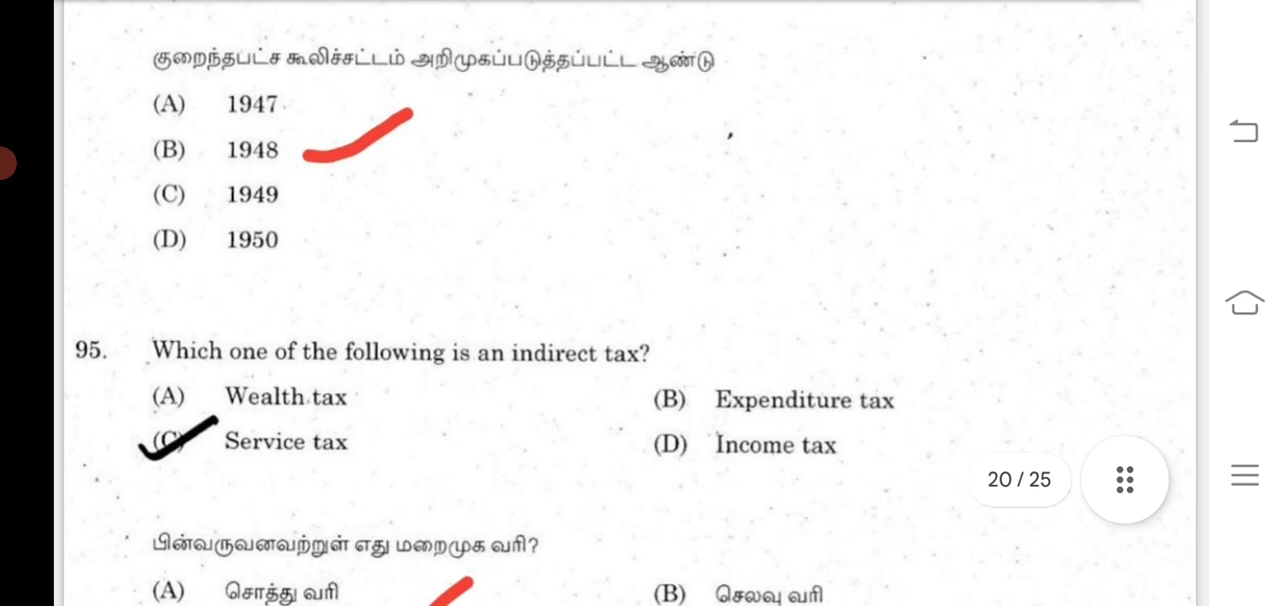 குறைந்தபட்ச கூலிச்சட்டம் அறிமுகப்படுத்தப்பட்ட ஆண்டு
(A) 1947
(B) 1948
(C) 1949
(D) 1950
95. Which one of the following is an indirect tax?
(A) Wealth tax (B) Expenditure tax
(C) Service tax (D) Income tax
20 / 25
பின்வருவனவற்றுள் எது மறைமுக வரி?
(A) சொத்து வரி (B) செலவு வரி